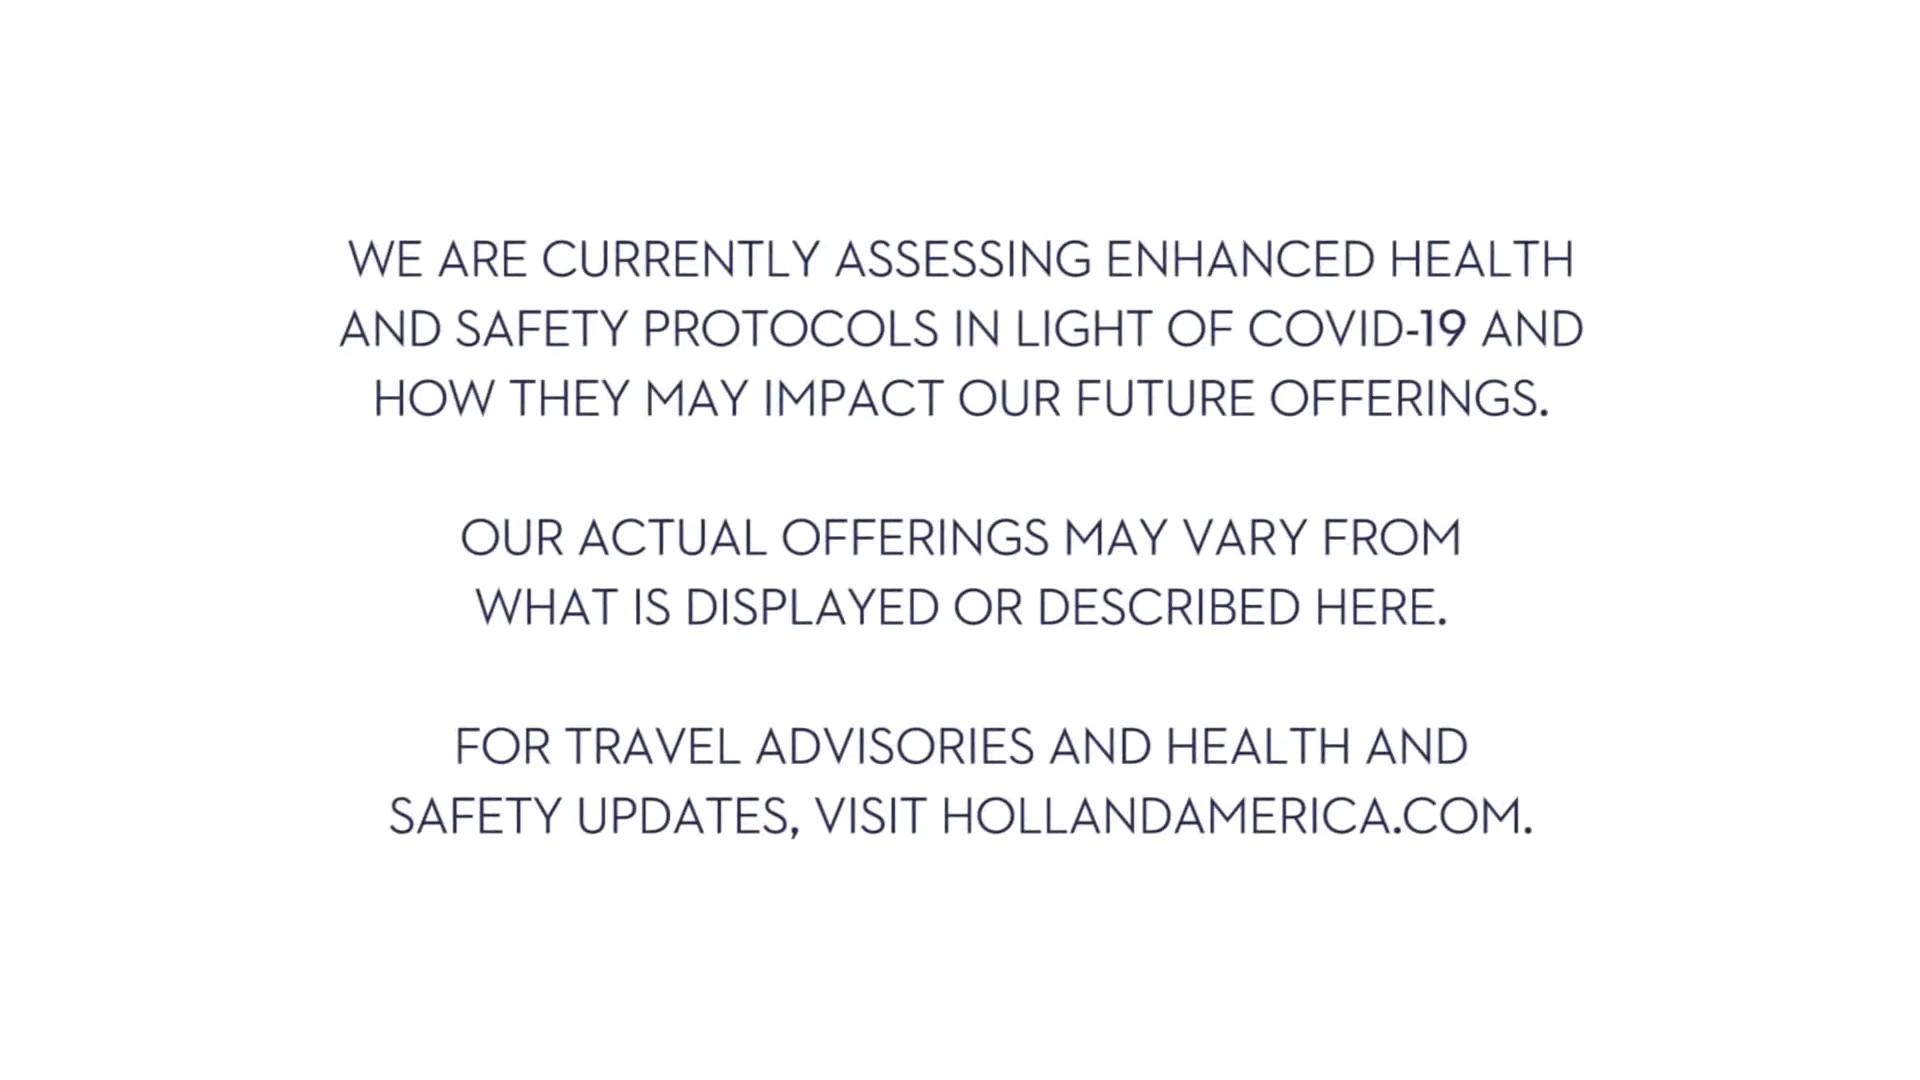 WE ARE CURRENTLY ASSESSING ENHANCED HEALTH
AND SAFETY PROTOCOLS IN LIGHT OF COVID-19 AND
HOW THEY MAY IMPACT OUR FUTURE OFFERINGS.
OUR ACTUAL OFFERINGS MAY VARY FROM
WHAT IS DISPLAYED OR DESCRIBED HERE.
FOR TRAVEL ADVISORIES AND HEALTH AND
SAFETY UPDATES, VISIT HOLLANDAMERICA.COM.